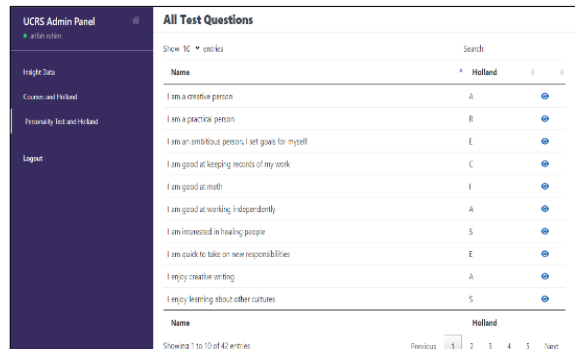 UCRS Admin Panel
arifah rahim
Insight Data
Courses and Holland
Personality Test and Holland
Logout
All Test Questions
Show 10 entries
Search
Name Holland
I am a creative person A
I am a practical person R
I am an ambitious person, I set goals for myself E
I am good at keeping records of my work C
I am good at math I
I am good at working independently A
I am interested in healing people S
I am quick to take on new responsibilities E
I enjoy creative writing A
I enjoy learning about other cultures S
Name Holland
Showing 1 to 10 of 42 entries
Previous 1 2 3 4 5 Next